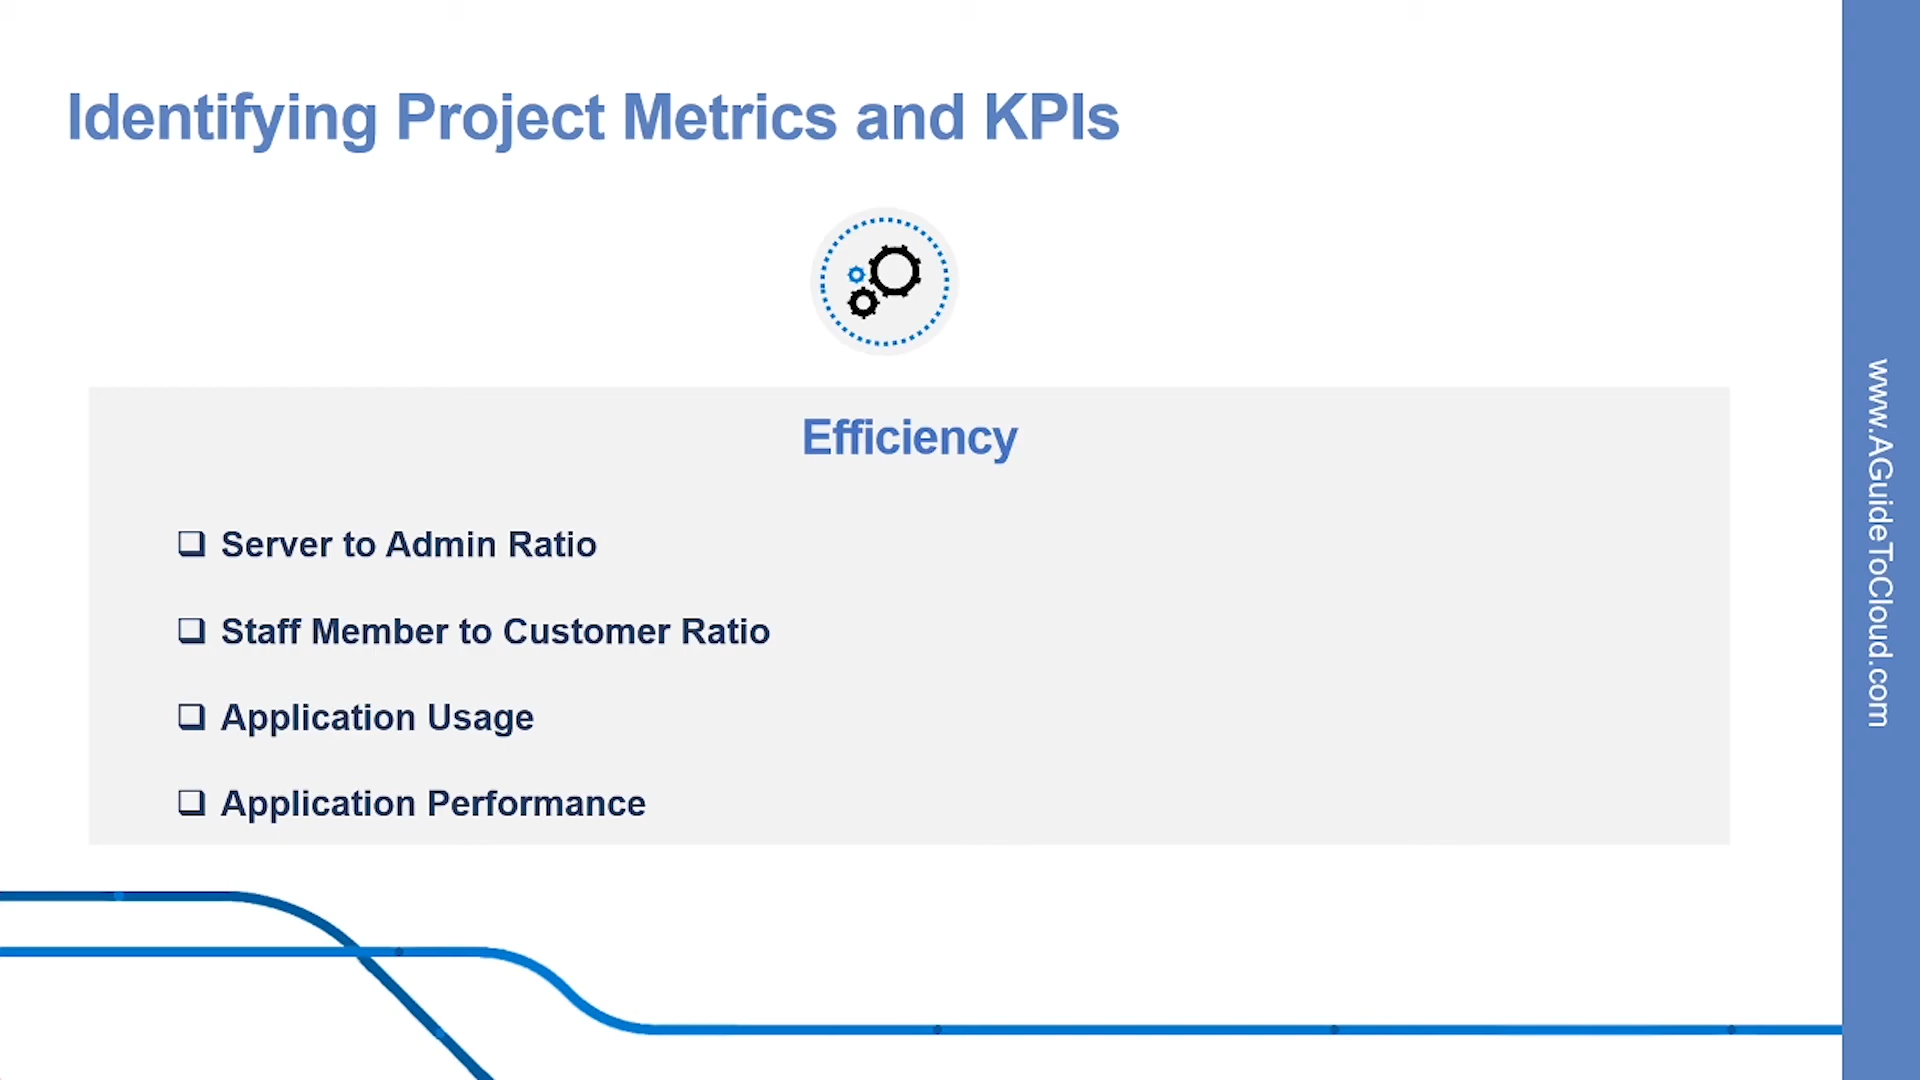 Identifying Project Metrics and KPIs
Efficiency
Server to Admin Ratio
Staff Member to Customer Ratio
Application Usage
Application Performance
www.AGuideToCloud.com